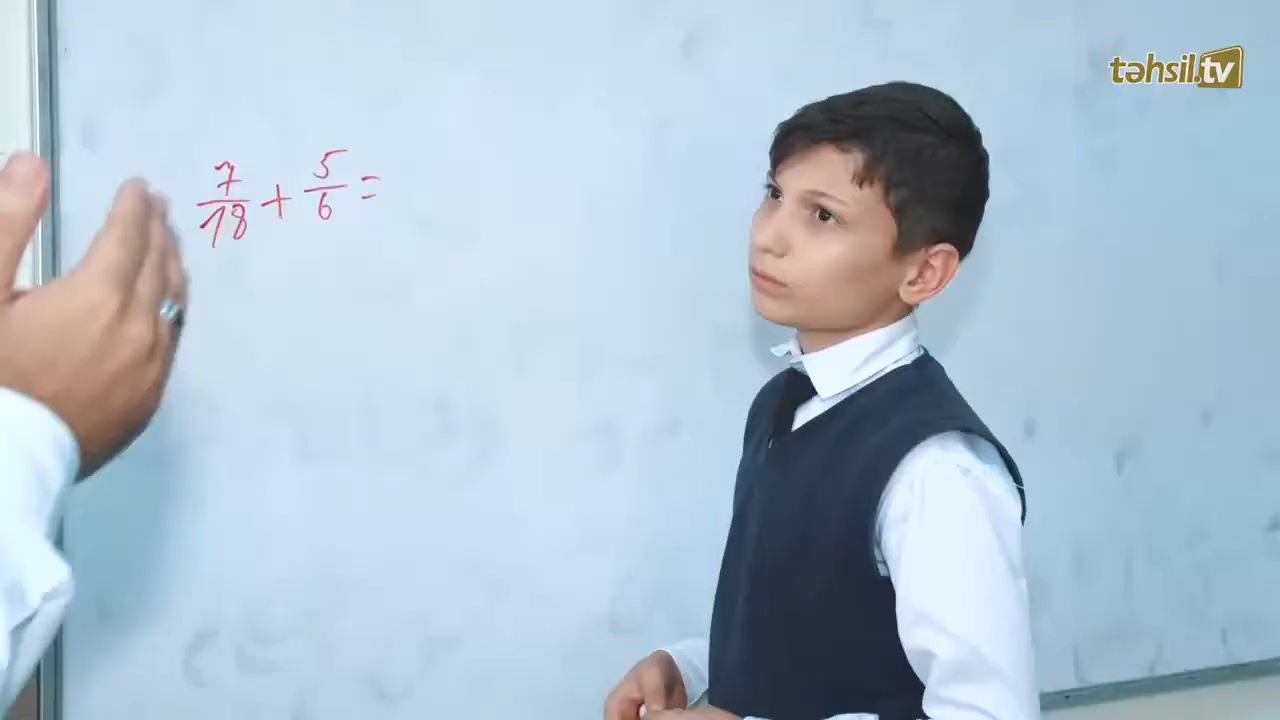 təhsil.tv
7/18 + 5/6 =